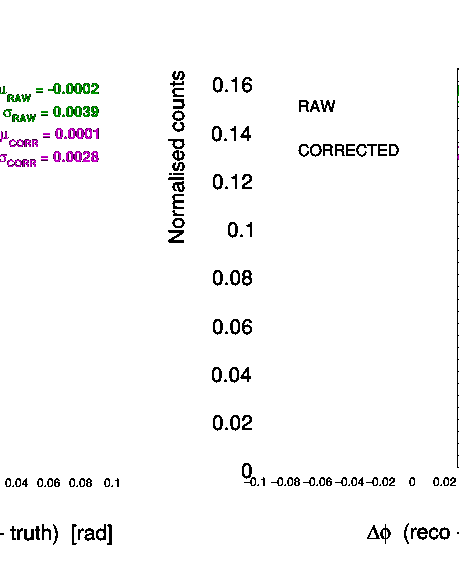 μRAW = -0.0002
σRAW = 0.0039
μCORR = 0.0001
σCORR = 0.0028
0.04 0.06 0.08 0.1
- truth) [rad]
Normalised counts
0.16
0.14
0.12
0.1
0.08
0.06
0.04
0.02
0
RAW
CORRECTED
−0.1 −0.08 −0.06 −0.04 −0.02 0 0.02
Δϕ (reco -